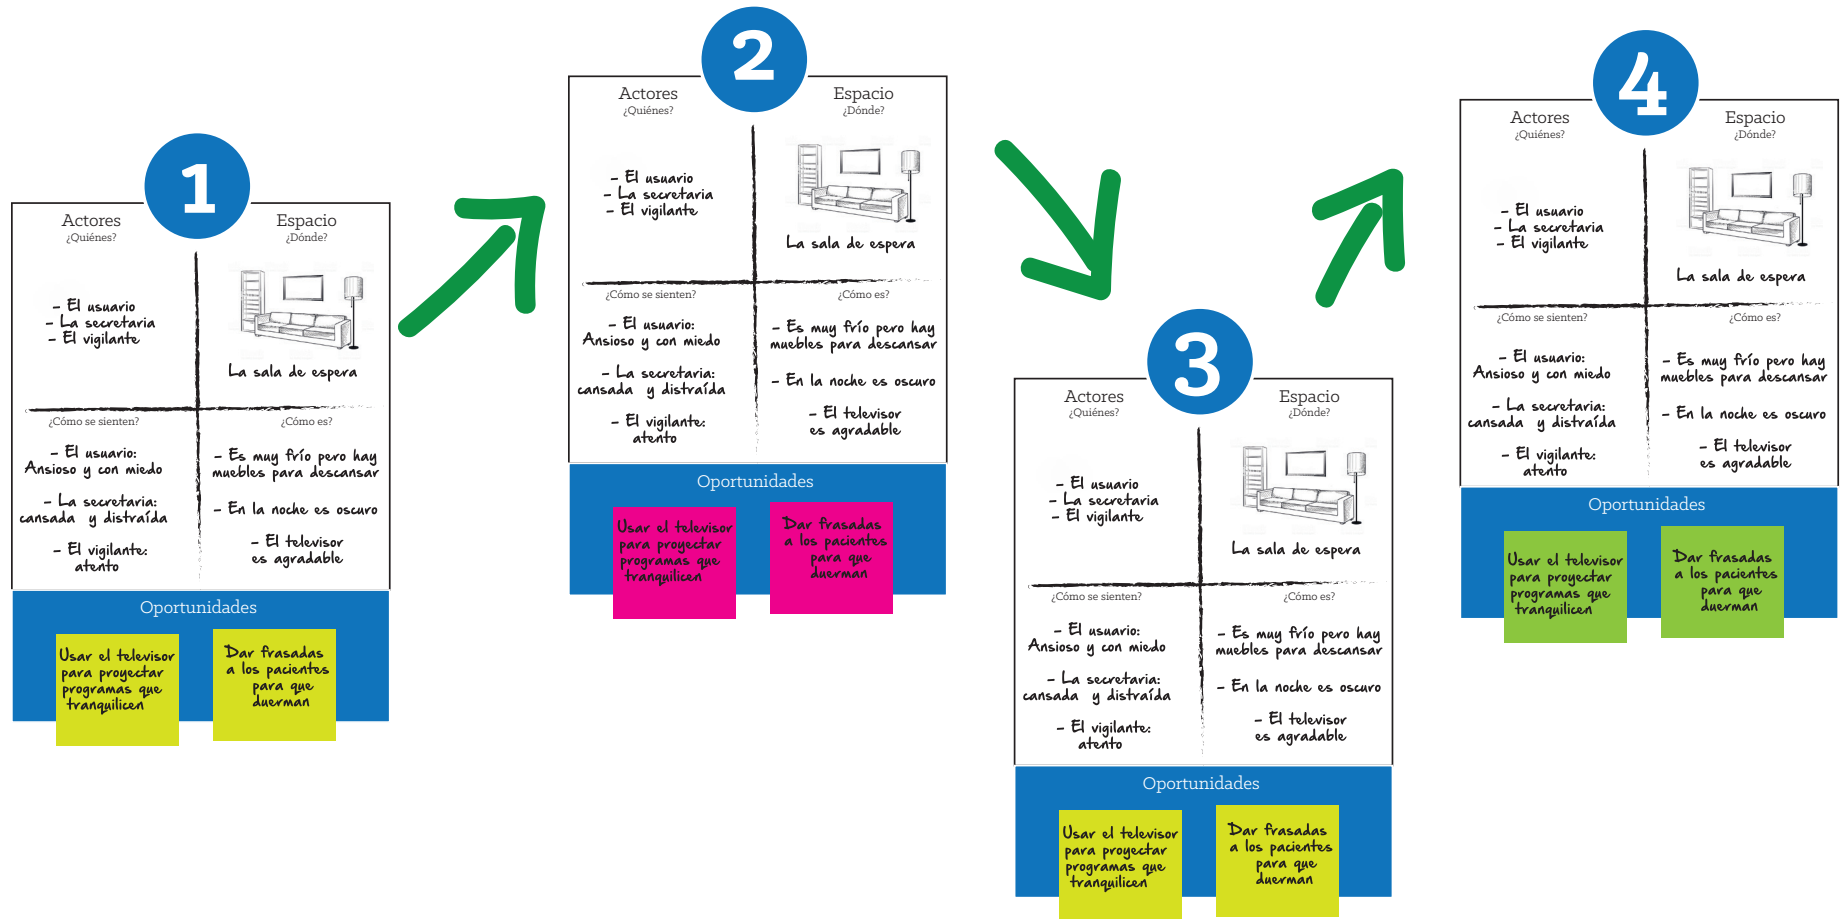 1
Actores
¿Quiénes?
Espacio
¿Dónde?
- El usuario
- La secretaria
- El vigilante
La sala de espera
¿Cómo se sienten?
¿Cómo es?
- El usuario:
Ansioso y con miedo
- La secretaria:
cansada y distraída
- El vigilante:
atento
- Es muy frío pero hay
muebles para descansar
- En la noche es oscuro
- El televisor
es agradable
Oportunidades
Usar el televisor
para proyectar
programas que
tranquilicen
Dar frasadas
a los pacientes
para que
duerman
2
Actores
¿Quiénes?
Espacio
¿Dónde?
- El usuario
- La secretaria
- El vigilante
La sala de espera
¿Cómo se sienten?
¿Cómo es?
- El usuario:
Ansioso y con miedo
- La secretaria:
cansada y distraída
- El vigilante:
atento
- Es muy frío pero hay
muebles para descansar
- En la noche es oscuro
- El televisor
es agradable
Oportunidades
Usar el televisor
para proyectar
programas que
tranquilicen
Dar frasadas
a los pacientes
para que
duerman
3
Actores
¿Quiénes?
Espacio
¿Dónde?
- El usuario
- La secretaria
- El vigilante
La sala de espera
¿Cómo se sienten?
¿Cómo es?
- El usuario:
Ansioso y con miedo
- La secretaria:
cansada y distraída
- El vigilante:
atento
- Es muy frío pero hay
muebles para descansar
- En la noche es oscuro
- El televisor
es agradable
Oportunidades
Usar el televisor
para proyectar
programas que
tranquilicen
Dar frasadas
a los pacientes
para que
duerman
4
Actores
¿Quiénes?
Espacio
¿Dónde?
- El usuario
- La secretaria
- El vigilante
La sala de espera
¿Cómo se sienten?
¿Cómo es?
- El usuario:
Ansioso y con miedo
- La secretaria:
cansada y distraída
- El vigilante:
atento
- Es muy frío pero hay
muebles para descansar
- En la noche es oscuro
- El televisor
es agradable
Oportunidades
Usar el televisor
para proyectar
programas que
tranquilicen
Dar frasadas
a los pacientes
para que
duerman